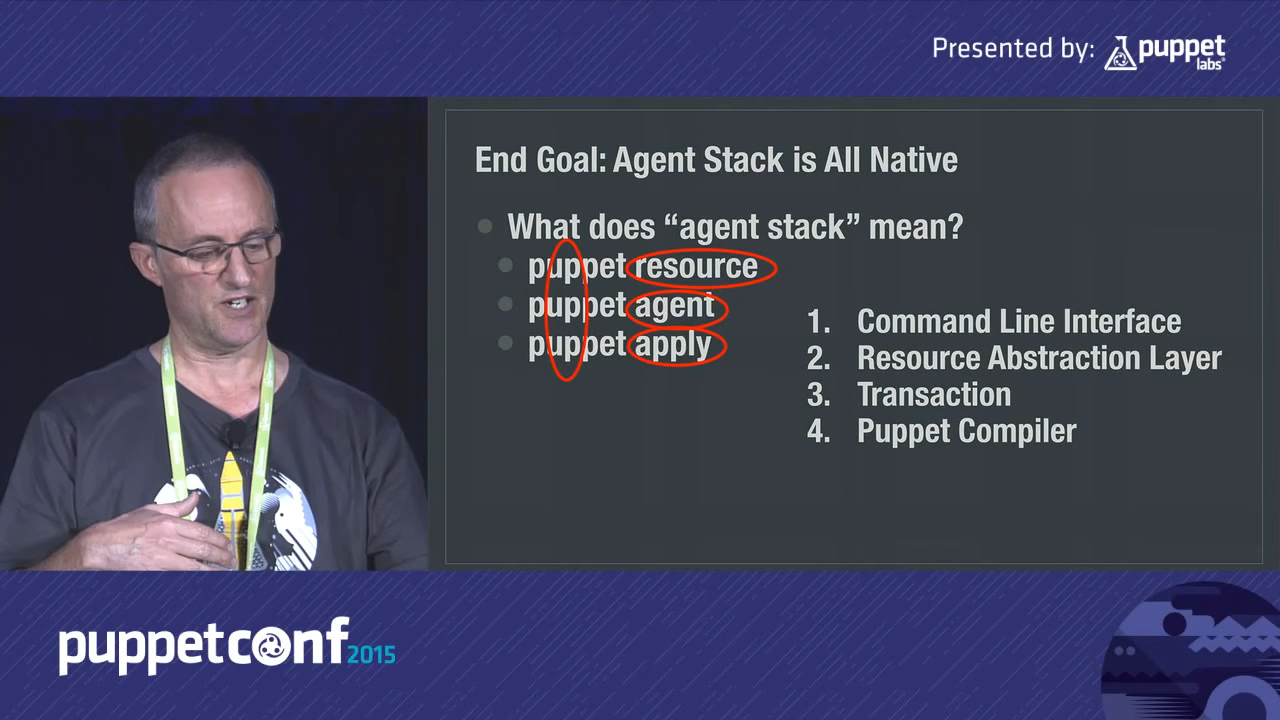 Presented by: puppet labs®
End Goal: Agent Stack is All Native
What does “agent stack” mean?
puppet resource
puppet agent
puppet apply
1. Command Line Interface
2. Resource Abstraction Layer
3. Transaction
4. Puppet Compiler
puppetconf 2015